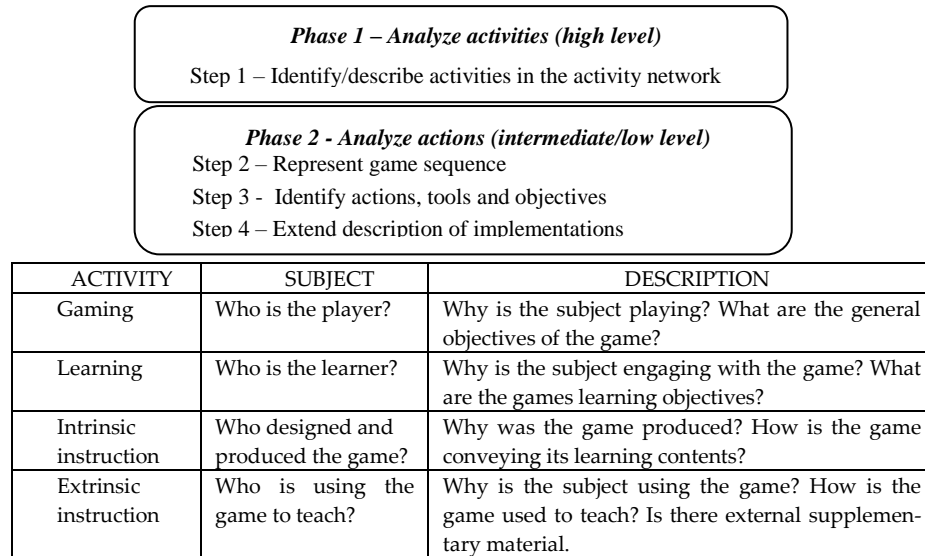 Phase 1 – Analyze activities (high level)
Step 1 – Identify/describe activities in the activity network
Phase 2 - Analyze actions (intermediate/low level)
Step 2 – Represent game sequence
Step 3 - Identify actions, tools and objectives
Step 4 – Extend description of implementations
ACTIVITY SUBJECT DESCRIPTION
Gaming Who is the player? Why is the subject playing? What are the general
objectives of the game?
Learning Who is the learner? Why is the subject engaging with the game? What
are the games learning objectives?
Intrinsic Who designed and Why was the game produced? How is the game
instruction produced the game? conveying its learning contents?
Extrinsic Who is using the Why is the subject using the game? How is the
instruction game to teach? game used to teach? Is there external supplemen-
tary material.